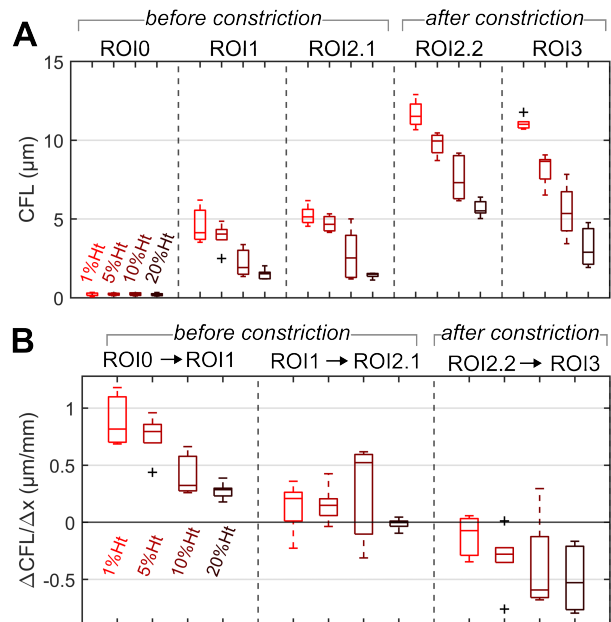 A
before constriction
after constriction
ROI0 ROI1 ROI2.1 ROI2.2 ROI3
15
10
5
0
CFL (μm)
1%Ht 5%Ht 10%Ht 20%Ht
B
before constriction
after constriction
ROI0 → ROI1 ROI1 → ROI2.1 ROI2.2 → ROI3
1
0.5
0
-0.5
ΔCFL/Δx (μm/mm)
1%Ht 5%Ht 10%Ht 20%Ht